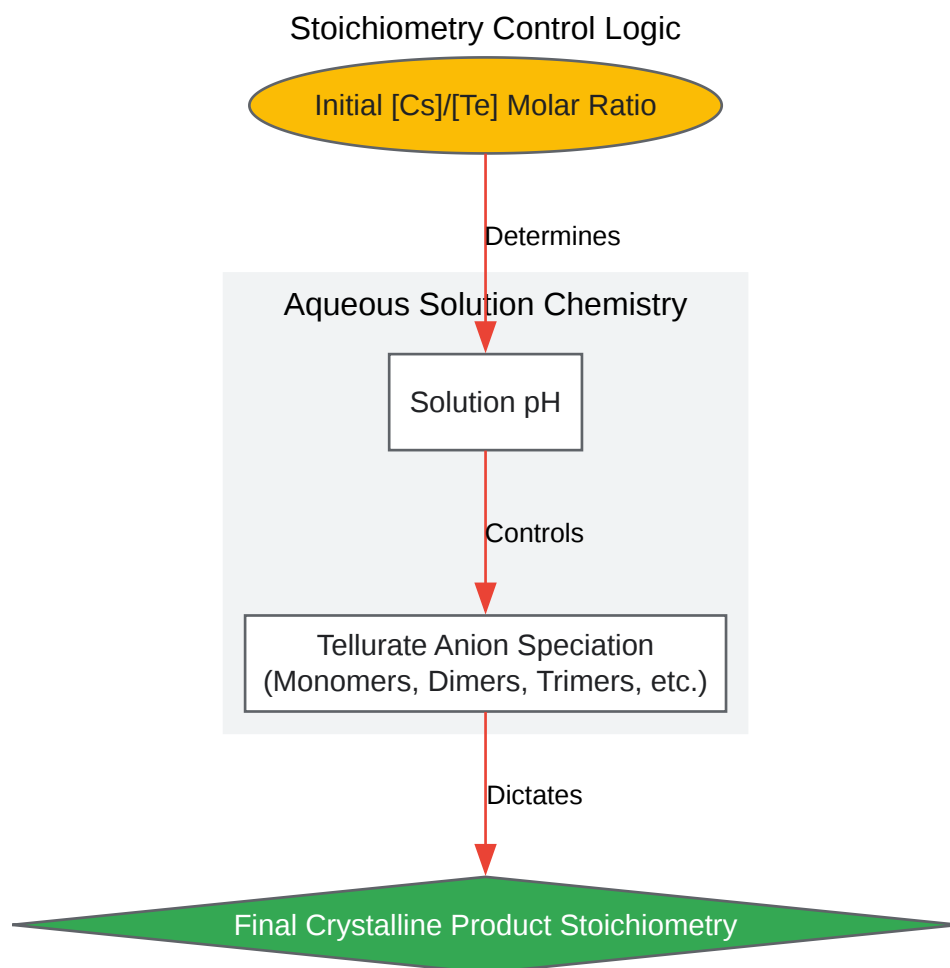 Stoichiometry Control Logic
Initial [Cs]/[Te] Molar Ratio
Determines
Aqueous Solution Chemistry
Solution pH
Controls
Tellurate Anion Speciation
(Monomers, Dimers, Trimers, etc.)
Dictates
Final Crystalline Product Stoichiometry